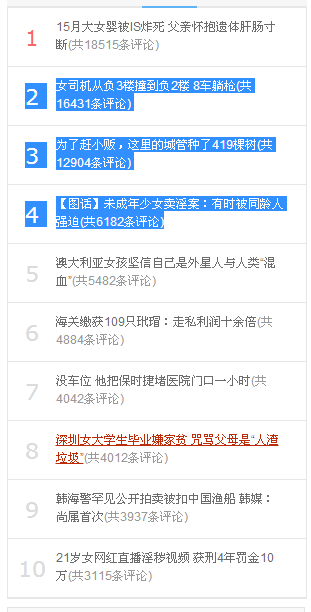 1
15月大女婴被IS炸死 父亲怀抱遗体肝肠寸
断(共18515条评论)
2
女司机从负3楼撞到负2楼 8车躺枪(共
16431条评论)
3
为了赶小贩，这里的城管种了419棵树(共
12904条评论)
4
【图话】未成年少女卖淫案：有时被同龄人
强迫(共6182条评论)
5
澳大利亚女孩坚信自己是外星人与人类“混
血”(共5482条评论)
6
海关缴获109只玳瑁：走私利润十余倍(共
4884条评论)
7
没车位 他把保时捷堵医院门口一小时(共
4042条评论)
8
深圳女大学生毕业嫌家贫 咒骂父母是“人渣
垃圾”(共4012条评论)
9
韩海警罕见公开拍卖被扣中国渔船 韩媒：
尚属首次(共3937条评论)
10
21岁女网红直播淫秽视频 获刑4年罚金10
万(共3115条评论)